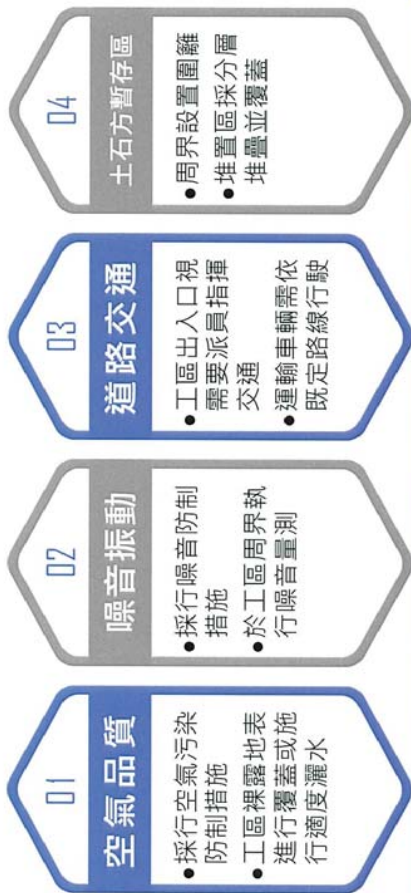 01
空氣品質
●採行空氣污染
防制措施
●工區裸露地表
進行覆蓋或施
行適度灑水
02
噪音振動
●採行噪音防制
措施
●於工區周界執
行噪音量測
03
道路交通
●工區出入口視
需要派員指揮
交通
●運輸車輛需依
既定路線行駛
04
土石方暫存區
●周界設置圍籬
●堆置區採分層
堆疊並覆蓋